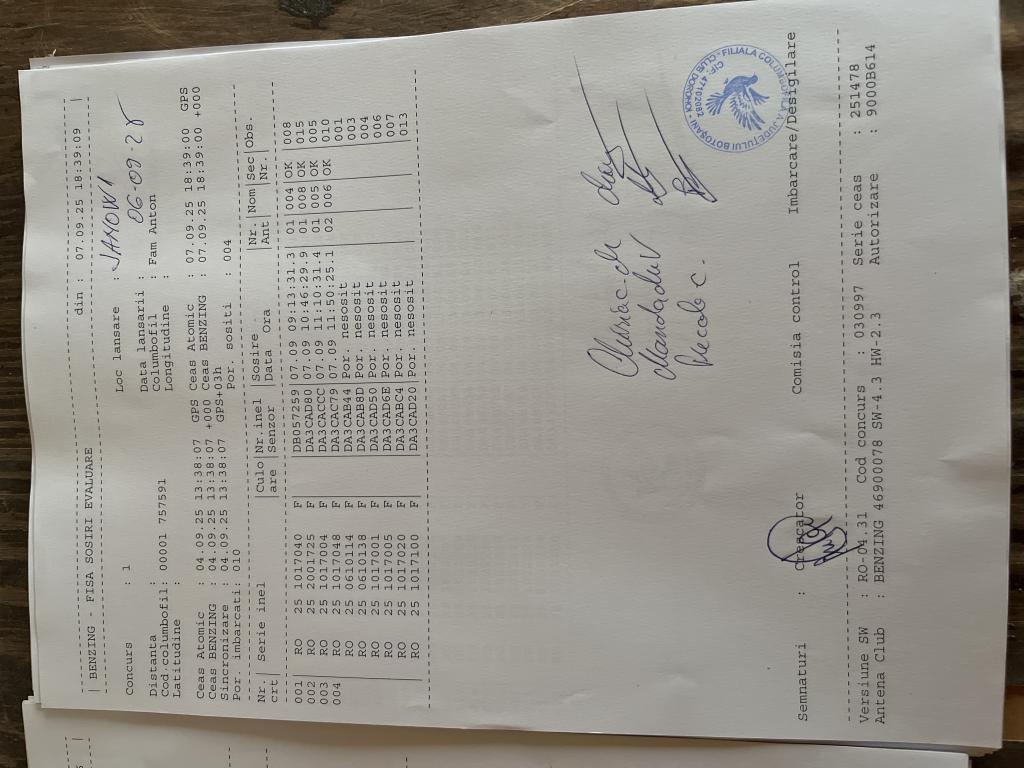 | BENZING - FISA SOSIRI EVALUARE din : 07.09.25 18:39:09 |
Concurs : 1 Loc lansare : JANOW 1
Distanta : Data lansarii : 06-09-25
Cod.columbofil: 00001 757591 Columbofil : Fam Anton
Latitudine : Longitudine :
Ceas Atomic : 04.09.25 13:38:07 GPS Ceas Atomic : 07.09.25 18:39:00 GPS
Ceas BENZING : 04.09.25 13:38:07 +000 Ceas BENZING : 07.09.25 18:39:00 +000
Sincronizare : 04.09.25 13:38:07 GPS+03h
Por. imbarcati: 010 Por. sositi : 004
Nr. | Serie inel |Culo|Nr.inel |Sosire |Nr. |Nom|Sec|Obs.
crt | |are |Senzor |Data Ora |Ant | |Nr.|
001| RO 25 1017040 F |DB057259|07.09 09:13:31.3| 01|004|OK |008
002| RO 25 2001725 F |DA3CAD80|07.09 10:46:29.9| 01|008|OK |015
003| RO 25 1017004 F |DA3CACCC|07.09 11:10:31.4| 01|005|OK |005
004| RO 25 1017048 F |DA3CAC79|07.09 11:50:25.1| 02|006|OK |010
| RO 25 0610114 F |DA3CAB44|Por. nesosit | | | |001
| RO 25 0610138 F |DA3CAB8D|Por. nesosit | | | |003
| RO 25 1017001 F |DA3CAD50|Por. nesosit | | | |004
| RO 25 1017005 F |DA3CAD6E|Por. nesosit | | | |006
| RO 25 1017020 F |DA3CABC4|Por. nesosit | | | |007
| RO 25 1017100 F |DA3CAD20|Por. nesosit | | | |013
FILIALA COLUMBOFILA A JUDETULUI BOTOȘANI
CLUB DOROHOI
CIF: 47102082
Semnaturi : Crescator Comisia control Imbarcare/Desigilare
Versiune SW : RO-04.31 Cod concurs : 030997 Serie ceas : 251478
Antena Club : BENZING 46900078 SW-4.3 HW-2.3 Autorizare : 9000B614